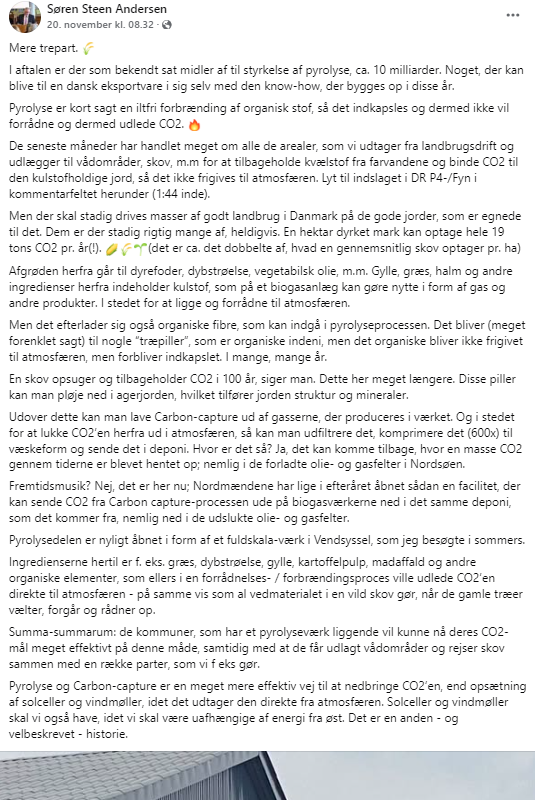 Søren Steen Andersen
20. november kl. 08.32 ·
Mere trepart. 🌾
I aftalen er der som bekendt sat midler af til styrkelse af pyrolyse, ca. 10 milliarder. Noget, der kan
blive til en dansk eksportvare i sig selv med den know-how, der bygges op i disse år.
Pyrolyse er kort sagt en iltfri forbrænding af organisk stof, så det indkapsles og dermed ikke vil
forrådne og dermed udlede CO2. 🔥
De seneste måneder har handlet meget om alle de arealer, som vi udtager fra landbrugsdrift og
udlægger til vådområder, skov, m.m for at tilbageholde kvælstof fra farvandene og binde CO2 til
den kulstofholdige jord, så det ikke frigives til atmosfæren. Lyt til indslaget i DR P4-/Fyn i
kommentarfeltet herunder (1:44 inde).
Men der skal stadig drives masser af godt landbrug i Danmark på de gode jorder, som er egnede
til det. Dem er der stadig rigtig mange af, heldigvis. En hektar dyrket mark kan optage hele 19
tons CO2 pr. år(!). 🌽🌾🌱(det er ca. det dobbelte af, hvad en gennemsnitlig skov optager pr. ha)
Afgrøden herfra går til dyrefoder, dybstrøelse, vegetabilsk olie, m.m. Gylle, græs, halm og andre
ingredienser herfra indeholder kulstof, som på et biogasanlæg kan gøre nytte i form af gas og
andre produkter. I stedet for at ligge og forrådne til atmosfæren.
Men det efterlader sig også organiske fibre, som kan indgå i pyrolyseprocessen. Det bliver (meget
forenklet sagt) til nogle "træpiller", som er organiske indeni, men det organiske bliver ikke frigivet
til atmosfæren, men forbliver indkapslet. I mange, mange år.
En skov opsuger og tilbageholder CO2 i 100 år, siger man. Dette her meget længere. Disse piller
kan man pløje ned i agerjorden, hvilket tilfører jorden struktur og mineraler.
Udover dette kan man lave Carbon-capture ud af gasserne, der produceres i værket. Og i stedet
for at lukke CO2'en herfra ud i atmosfæren, så kan man udfiltrere det, komprimere det (600x) til
væskeform og sende det i deponi. Hvor er det så? Ja, det kan komme tilbage, hvor en masse CO2
gennem tiderne er blevet hentet op; nemlig i de forladte olie- og gasfelter i Nordsøen.
Fremtidsmusik? Nej, det er her nu; Nordmændene har lige i efteråret åbnet sådan en facilitet, der
kan sende CO2 fra Carbon capture-processen ude på biogasværkerne ned i det samme deponi,
som det kommer fra, nemlig ned i de udslukte olie- og gasfelter.
Pyrolysedelen er nyligt åbnet i form af et fuldskala-værk i Vendsyssel, som jeg besøgte i sommers.
Ingredienserne hertil er f. eks. græs, dybstrøelse, gylle, kartoffelpulp, madaffald og andre
organiske elementer, som ellers i en forrådnelses- / forbrændingsproces ville udlede CO2'en
direkte til atmosfæren - på samme vis som al vedmaterialet i en vild skov gør, når de gamle træer
vælter, forgår og rådner op.
Summa-summarum: de kommuner, som har et pyrolyseværk liggende vil kunne nå deres CO2-
mål meget effektivt på denne måde, samtidig med at de får udlagt vådområder og rejser skov
sammen med en række parter, som vi f eks gør.
Pyrolyse og Carbon-capture er en meget mere effektiv vej til at nedbringe CO2'en, end opsætning
af solceller og vindmøller, idet det udtager den direkte fra atmosfæren. Solceller og vindmøller
skal vi også have, idet vi skal være uafhængige af energi fra øst. Det er en anden - og
velbeskrevet - historie.